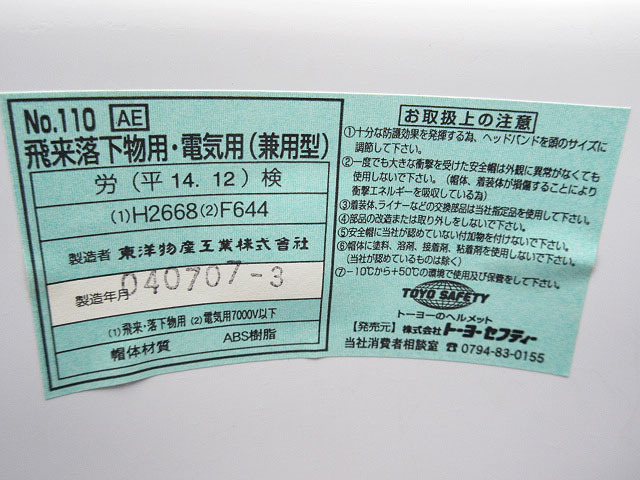 No.110 AE
飛来落下物用・電気用(兼用型)
労(平14.12)検
(1)H2668(2)F644
製造者 東洋物産工業株式会社
製造年月 040707-3
(1)飛来・落下物用 (2)電気用7000V以下
帽体材質 ABS樹脂
お取扱上の注意
①十分な防護効果を発揮する為、ヘッドバンドを頭のサイズに
調節して下さい。
②一度でも大きな衝撃を受けた安全帽は外観に異常がなくても
使用しないで下さい。(帽体、着装体が損傷することにより
衝撃エネルギーを吸収している為)
③着装体、ライナーなどの交換部品は当社指定品を使用して下さい。
④部品の改造または取り外しをしないで下さい。
⑤安全帽に当社が認めていない付加物を付けないで下さい。
⑥帽体に塗料、溶剤、接着剤、粘着剤を使用しないで下さい。
(当社が認めているものは除く)
⑦-10℃から+50℃の環境で使用及び保管をして下さい。
TOYO SAFETY
トーヨーのヘルメット
【発売元】 株式会社トーヨーセフティー
当社消費者相談室 ☎0794-83-0155